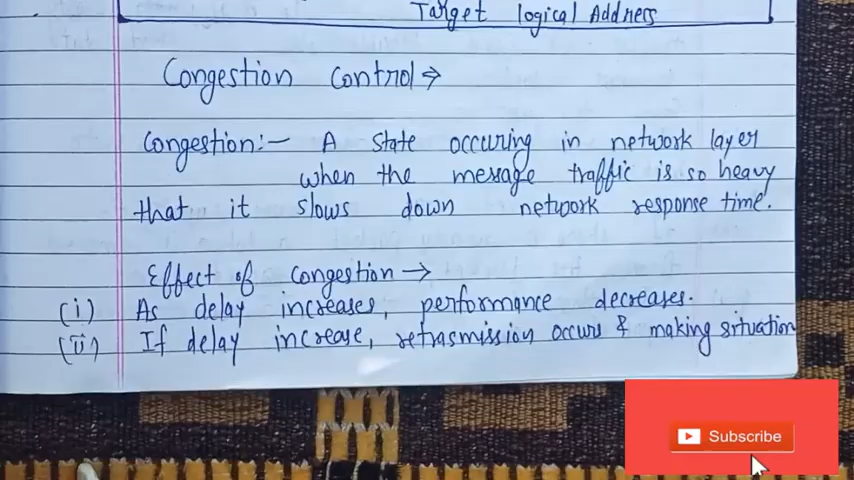 Target logical Address
Congestion Control→
Congestion:- A state occuring in network layer
when the message traffic is so heavy
that it slows down network response time.
Effect of congestion →
(i) As delay increases, performance decreases.
(ii) If delay increase, retrasmission occurs & making situation
Subscribe